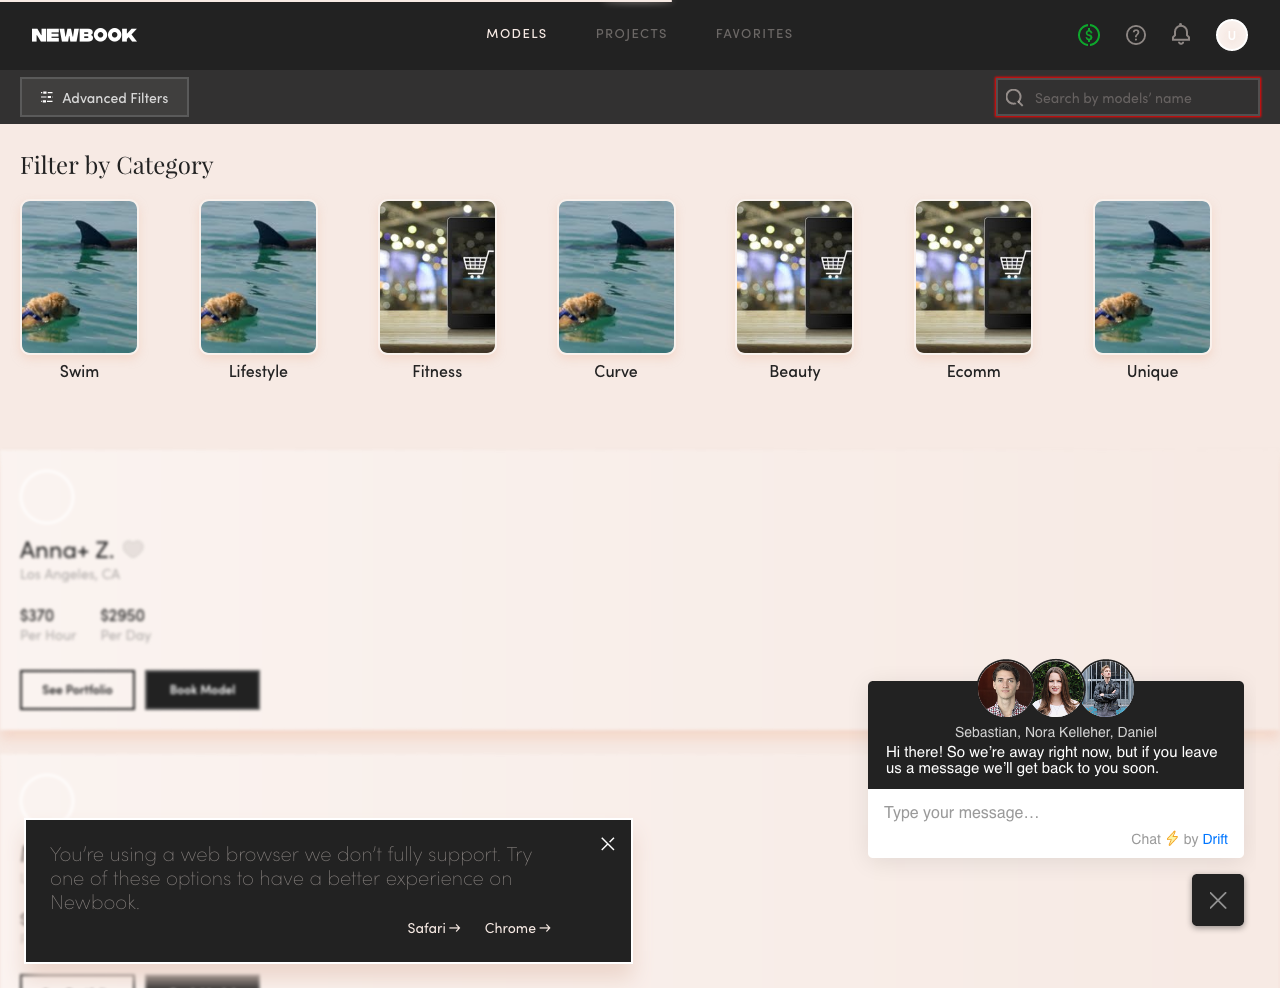 NEWBOOK
Models
Projects
Favorites
U
Advanced Filters
Search by models’ name
Filter by Category
swim
lifestyle
fitness
Curve
Beauty
Ecomm
Unique
Anna+ Z.
Los Angeles, CA
$370
$2950
Per Hour
Per Day
See Portfolio
Book Model
Sebastian, Nora Kelleher, Daniel
Hi there! So we’re away right now, but if you leave
us a message we’ll get back to you soon.
Type your message…
Chat ⚡ by Drift
You’re using a web browser we don’t fully support. Try
one of these options to have a better experience on
Newbook.
Safari →
Chrome →